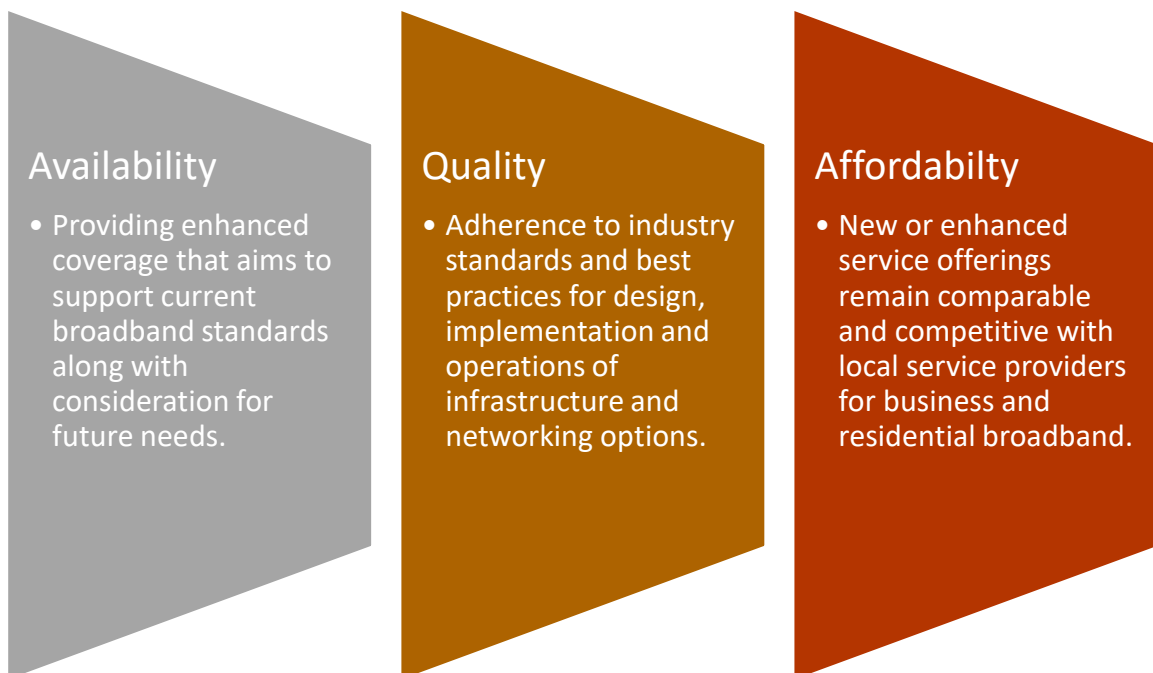 Availability
• Providing enhanced
coverage that aims to
support current
broadband standards
along with
consideration for
future needs.
Quality
• Adherence to industry
standards and best
practices for design,
implementation and
operations of
infrastructure and
networking options.
Affordabilty
• New or enhanced
service offerings
remain comparable
and competitive with
local service providers
for business and
residential broadband.